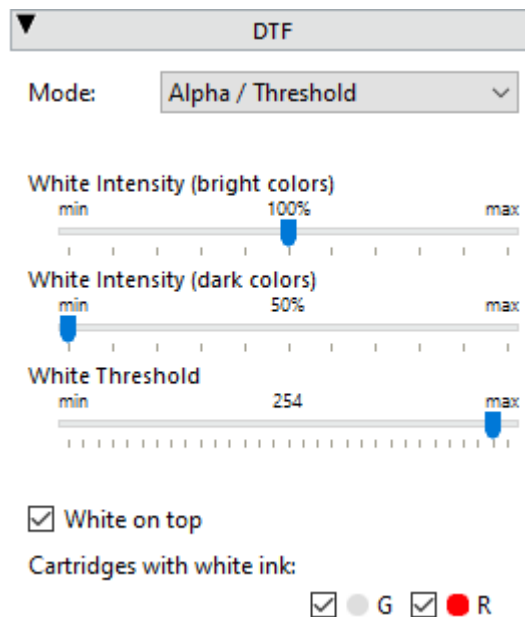 DTF
Mode: Alpha / Threshold
White Intensity (bright colors)
min 100% max
White Intensity (dark colors)
min 50% max
White Threshold
min 254 max
White on top
Cartridges with white ink:
G R